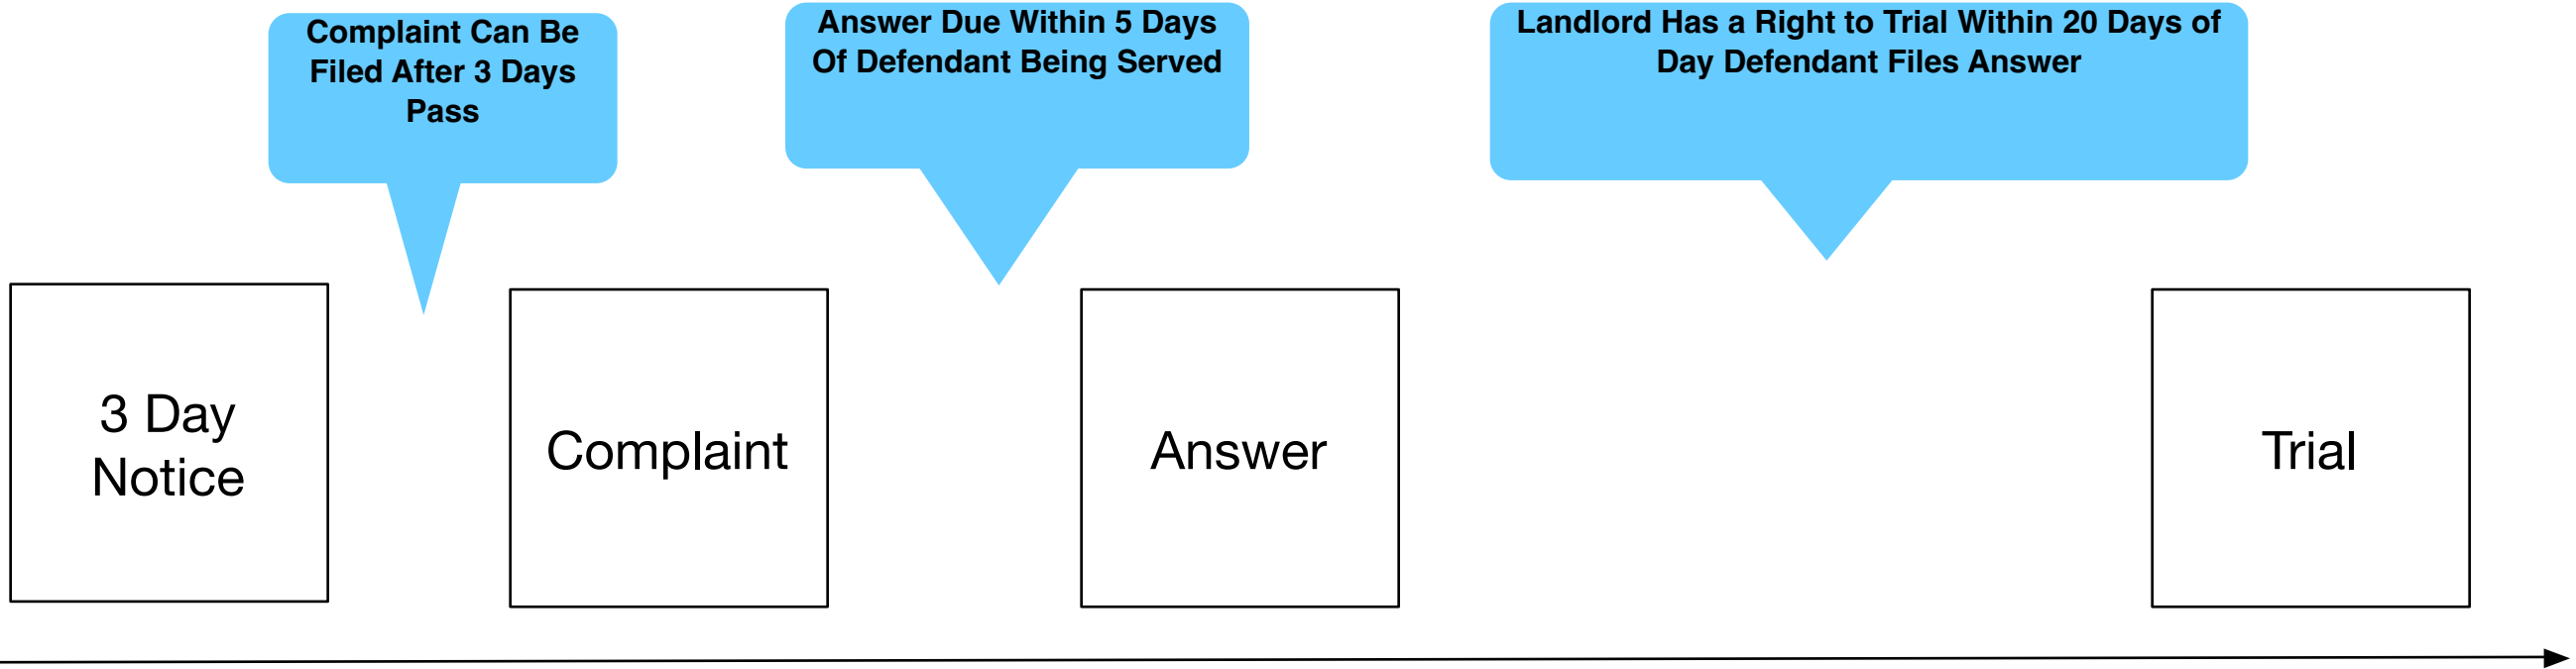 Complaint Can Be
Filed After 3 Days
Pass
Answer Due Within 5 Days
Of Defendant Being Served
Landlord Has a Right to Trial Within 20 Days of
Day Defendant Files Answer
3 Day
Notice
Complaint
Answer
Trial